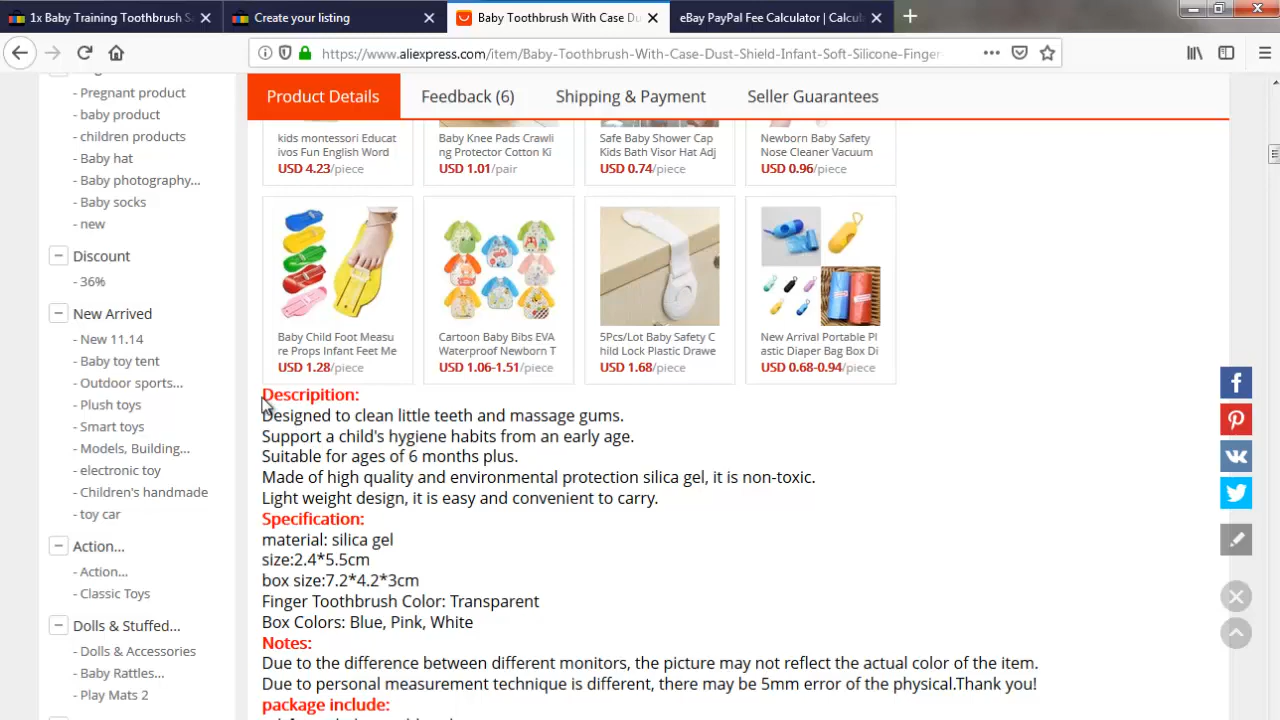 1x Baby Training Toothbrush S
Create your listing
Baby Toothbrush With Case Du
eBay PayPal Fee Calculator | Calcul
https://www.aliexpress.com/item/Baby-Toothbrush-With-Case-Dust-Shield-Infant-Soft-Silicone-Finger-
- Pregnant product
- baby product
- children products
- Baby hat
- Baby photography...
- Baby socks
- new
Discount
- 36%
New Arrived
- New 11.14
- Baby toy tent
- Outdoor sports...
- Plush toys
- Smart toys
- Models, Building...
- electronic toy
- Children's handmade
- toy car
Action...
- Action...
- Classic Toys
Dolls & Stuffed...
- Dolls & Accessories
- Baby Rattles...
- Play Mats 2
Product Details
Feedback (6)
Shipping & Payment
Seller Guarantees
kids montessori Educat
ivos Fun English Word
USD 4.23/piece
Baby Knee Pads Crawli
ng Protector Cotton Ki
USD 1.01/pair
Safe Baby Shower Cap
Kids Bath Visor Hat Adj
USD 0.74/piece
Newborn Baby Safety
Nose Cleaner Vacuum
USD 0.96/piece
Baby Child Foot Measu
re Props Infant Feet Me
USD 1.28/piece
Cartoon Baby Bibs EVA
Waterproof Newborn T
USD 1.06-1.51/piece
5Pcs/Lot Baby Safety C
hild Lock Plastic Drawe
USD 1.68/piece
New Arrival Portable Pl
astic Diaper Bag Box Di
USD 0.68-0.94/piece
Descripition:
Designed to clean little teeth and massage gums.
Support a child's hygiene habits from an early age.
Suitable for ages of 6 months plus.
Made of high quality and environmental protection silica gel, it is non-toxic.
Light weight design, it is easy and convenient to carry.
Specification:
material: silica gel
size:2.4*5.5cm
box size:7.2*4.2*3cm
Finger Toothbrush Color: Transparent
Box Colors: Blue, Pink, White
Notes:
Due to the difference between different monitors, the picture may not reflect the actual color of the item.
Due to personal measurement technique is different, there may be 5mm error of the physical.Thank you!
package include: